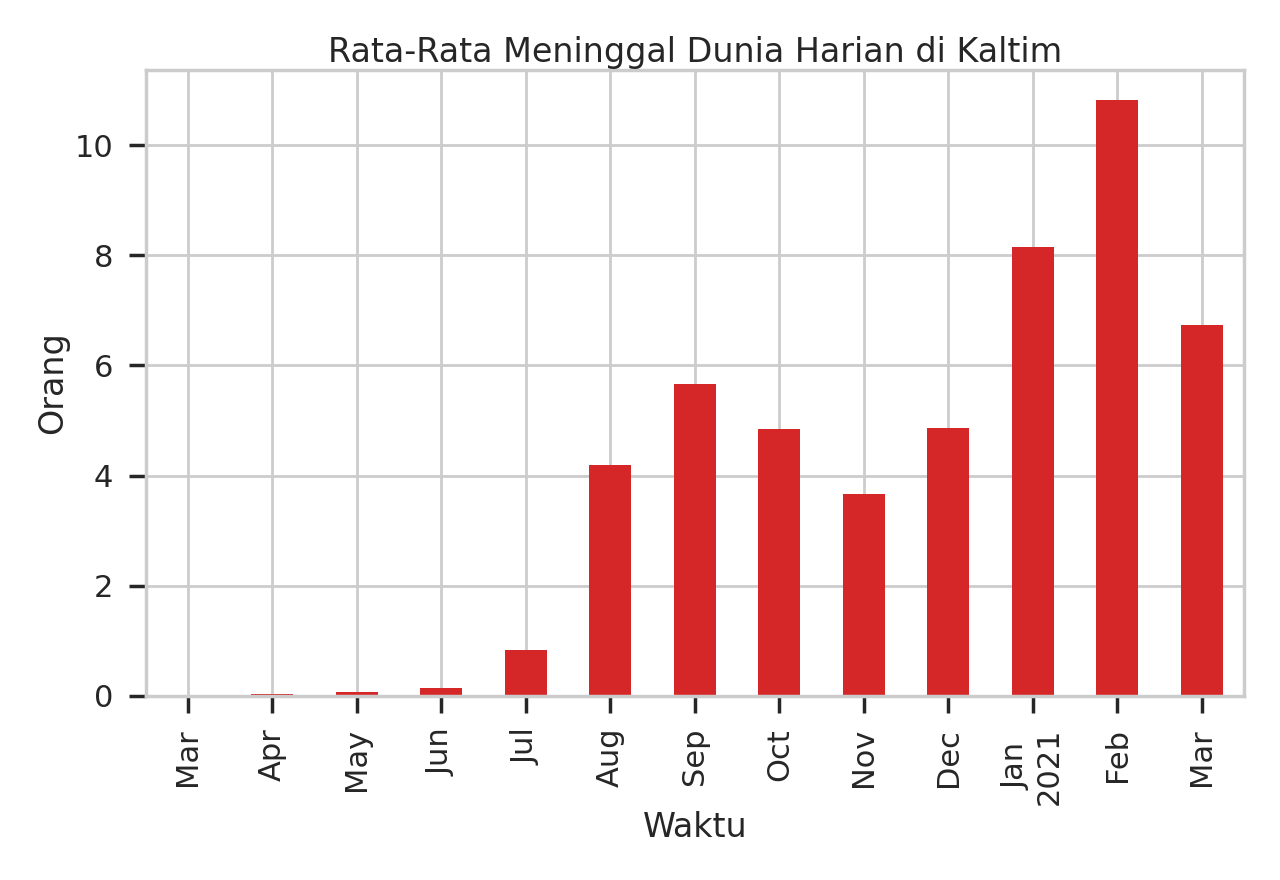 Rata-Rata Meninggal Dunia Harian di Kaltim
Orang
10
8
6
4
2
0
Mar
Apr
May
Jun
Jul
Aug
Sep
Oct
Nov
Dec
Jan
2021
Feb
Mar
Waktu